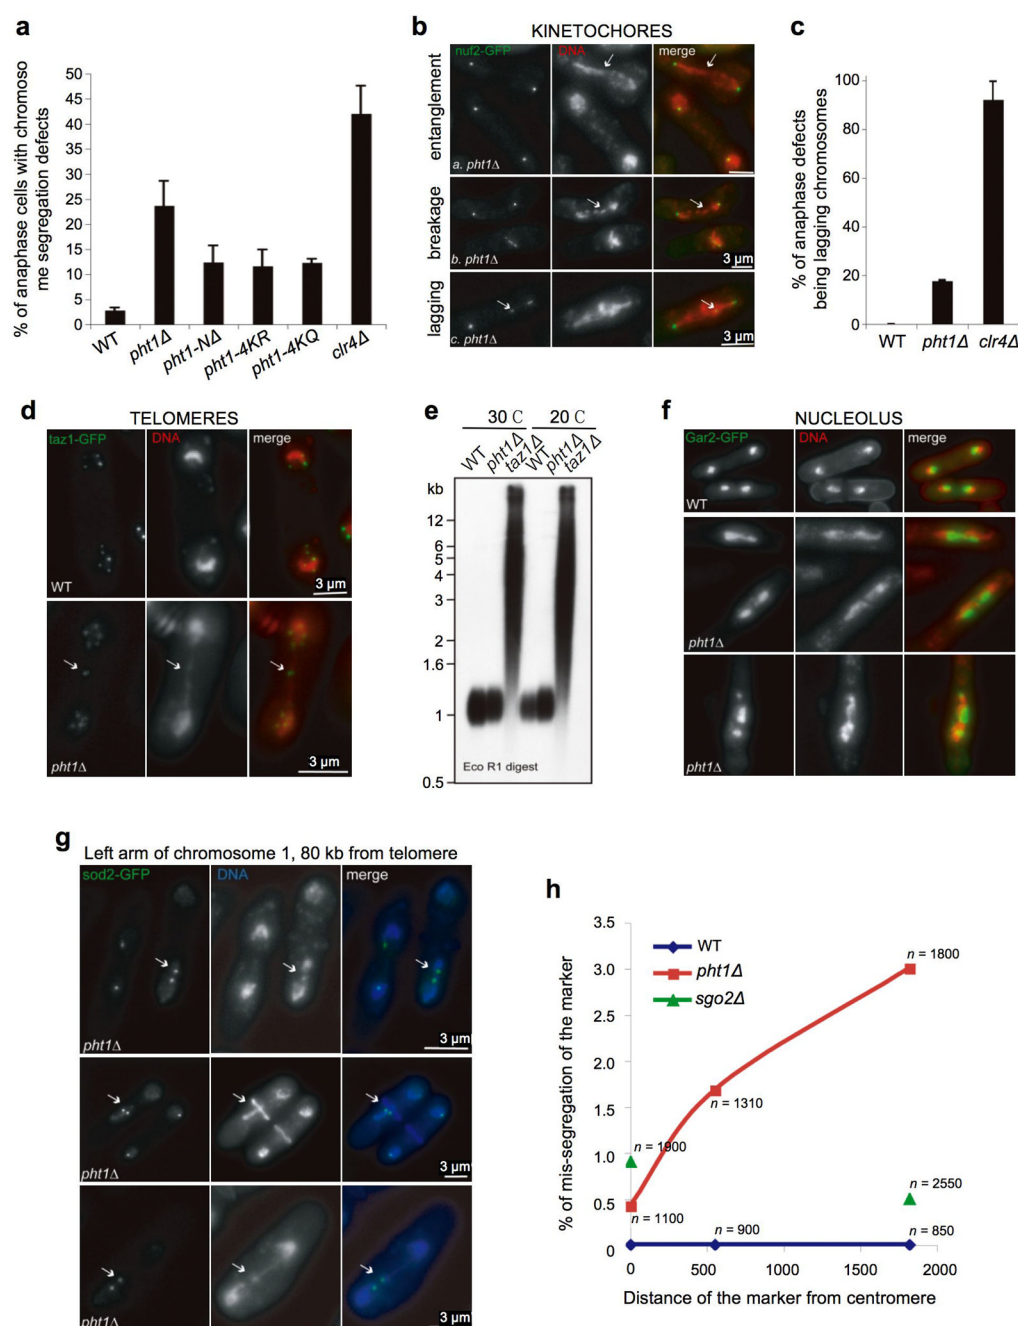 a
% of anaphase cells with chromoso
me segregation defects
50
45
40
35
30
25
20
15
10
5
0
WT
pht1Δ
pht1-NΔ
pht1-4KR
pht1-4KQ
clr4Δ
b
KINETOCHORES
nuf2-GFP
DNA
merge
entanglement
a. pht1Δ
breakage
b. pht1Δ
3 µm
lagging
c. pht1Δ
3 µm
c
% of anaphase defects
being lagging chromosomes
100
80
60
40
20
0
WT
pht1Δ
clr4Δ
d
TELOMERES
taz1-GFP
DNA
merge
WT
3 µm
pht1Δ
3 µm
e
30 C
20 C
WT
pht1Δ
taz1Δ
WT
pht1Δ
taz1Δ
kb
12
6
5
4
3
2
1.6
1
0.5
Eco R1 digest
f
NUCLEOLUS
Gar2-GFP
DNA
merge
WT
pht1Δ
pht1Δ
g
Left arm of chromosome 1, 80 kb from telomere
sod2-GFP
DNA
merge
pht1Δ
3 µm
pht1Δ
3 µm
pht1Δ
3 µm
h
% of mis-segregation of the marker
3.5
3.0
2.5
2.0
1.5
1.0
0.5
0
WT
pht1Δ
sgo2Δ
n = 1800
n = 1310
n = 1900
n = 2550
n = 1100
n = 900
n = 850
0
500
1000
1500
2000
Distance of the marker from centromere